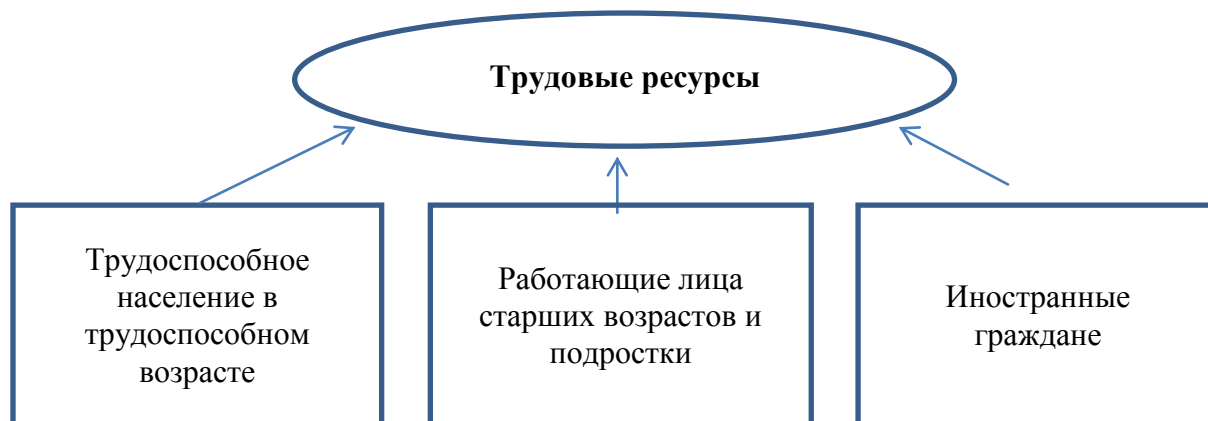 Трудовые ресурсы
Трудоспособное
население в
трудоспособном
возрасте
Работающие лица
старших возрастов и
подростки
Иностранные
граждане